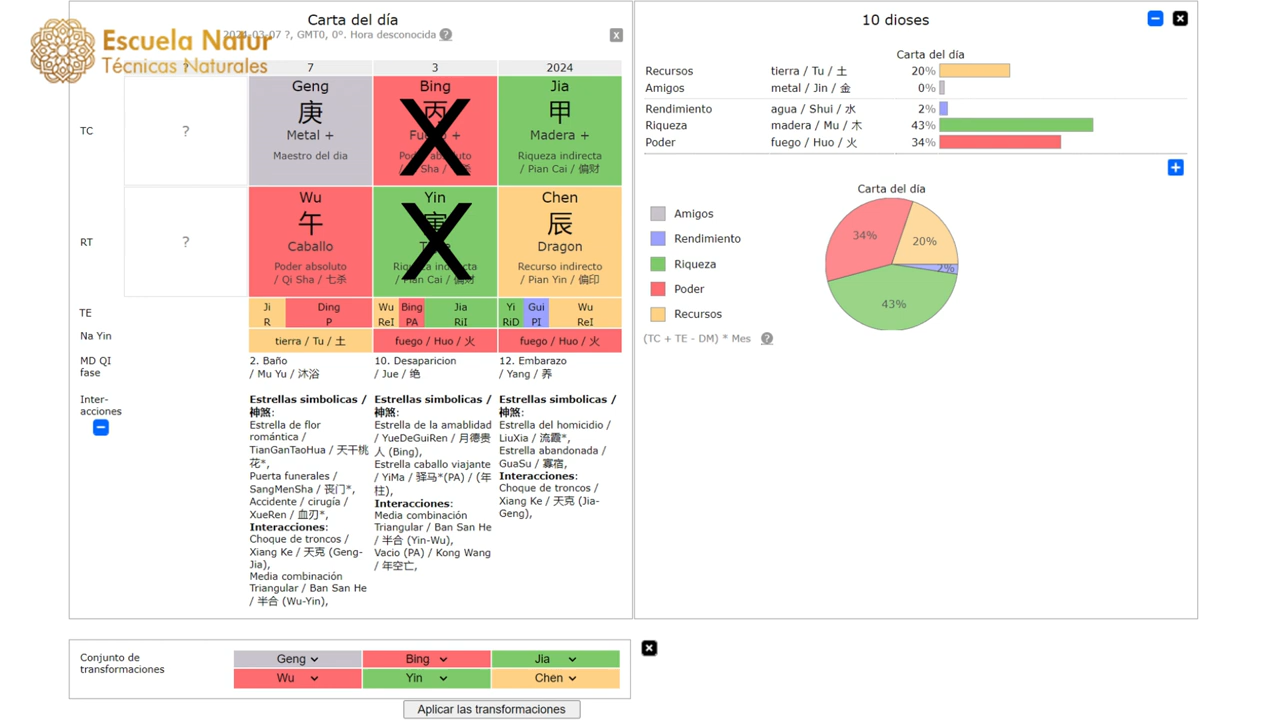 Carta del día
2024-03-07 ?, GMT0, 0°. Hora desconocida ?
X
Escuela Natur
Técnicas Naturales
? 7 3 2024
TC
?
Geng
庚
Metal +
Maestro del dia
Bing
丙
Jia
甲
Madera +
Riqueza indirecta
/ Pian Cai / 偏财
RT
?
Wu
午
Caballo
Poder absoluto
/ Qi Sha / 七杀
Yin
Chen
辰
Dragon
Recurso indirecto
/ Pian Yin / 偏印
TE
Ji Ding Wu Bing Jia Yi Gui Wu
R P ReI PA RiI RiD PI ReI
Na Yin
tierra / Tu / 土 fuego / Huo / 火 fuego / Huo / 火
MD QI
fase
2. Baño
/ Mu Yu / 沐浴
10. Desaparicion
/ Jue / 绝
12. Embarazo
/ Yang / 养
Inter-
acciones
Estrellas simbolicas /
神煞:
Estrella de flor
romántica /
TianGanTaoHua / 天干桃
花*,
Puerta funerales /
SangMenSha / 丧门*,
Accidente / cirugía /
XueRen / 血刃*,
Interacciones:
Choque de troncos /
Xiang Ke / 天克 (Geng-
Jia),
Media combinación
Triangular / Ban San He
/ 半合 (Wu-Yin),
Estrellas simbolicas /
神煞:
Estrella de la amablidad
/ YueDeGuiRen / 月德贵
人 (Bing),
Estrella caballo viajante
/ YiMa / 驿马*(PA) / (年
柱),
Interacciones:
Media combinación
Triangular / Ban San He
/ 半合 (Yin-Wu),
Vacio (PA) / Kong Wang
/ 年空亡,
Estrellas simbolicas /
神煞:
Estrella del homicidio /
LiuXia / 流霞*,
Estrella abandonada /
GuaSu / 寡宿,
Interacciones:
Choque de troncos /
Xiang Ke / 天克 (Jia-
Geng),
10 dioses
Carta del día
Recursos tierra / Tu / 土 20%
Amigos metal / Jin / 金 0%
Rendimiento agua / Shui / 水 2%
Riqueza madera / Mu / 木 43%
Poder fuego / Huo / 火 34%
Carta del día
Amigos
Rendimiento
Riqueza
Poder
Recursos
34%
20%
2%
43%
(TC + TE - DM) * Mes ?
Conjunto de
transformaciones
Geng Bing Jia
Wu Yin Chen
Aplicar las transformaciones